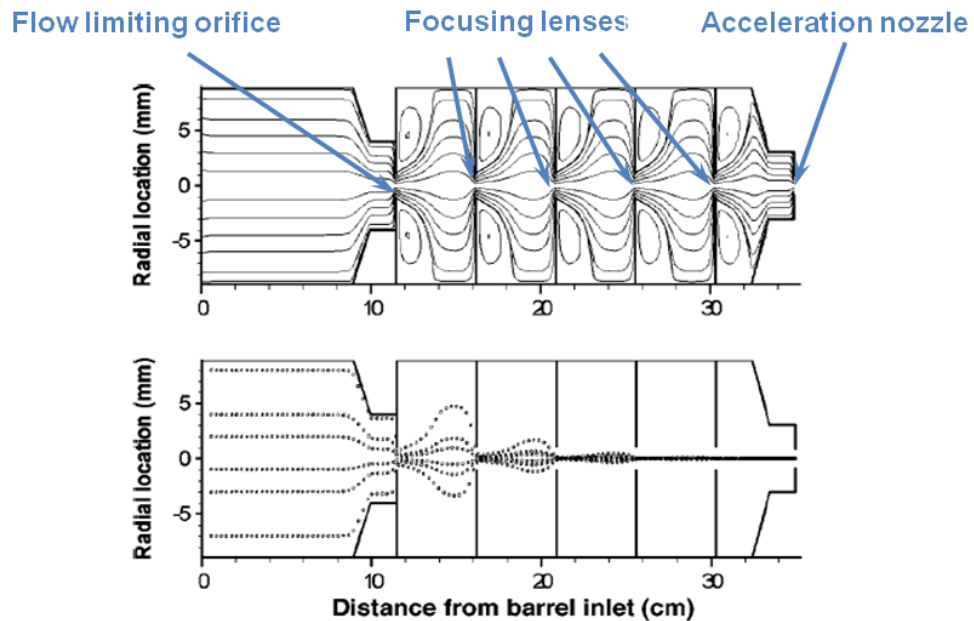 Flow limiting orifice Focusing lenses Acceleration nozzle
Radial location (mm)
5
0
-5
0 10 20 30
Radial location (mm)
5
0
-5
0 10 20 30
Distance from barrel inlet (cm)